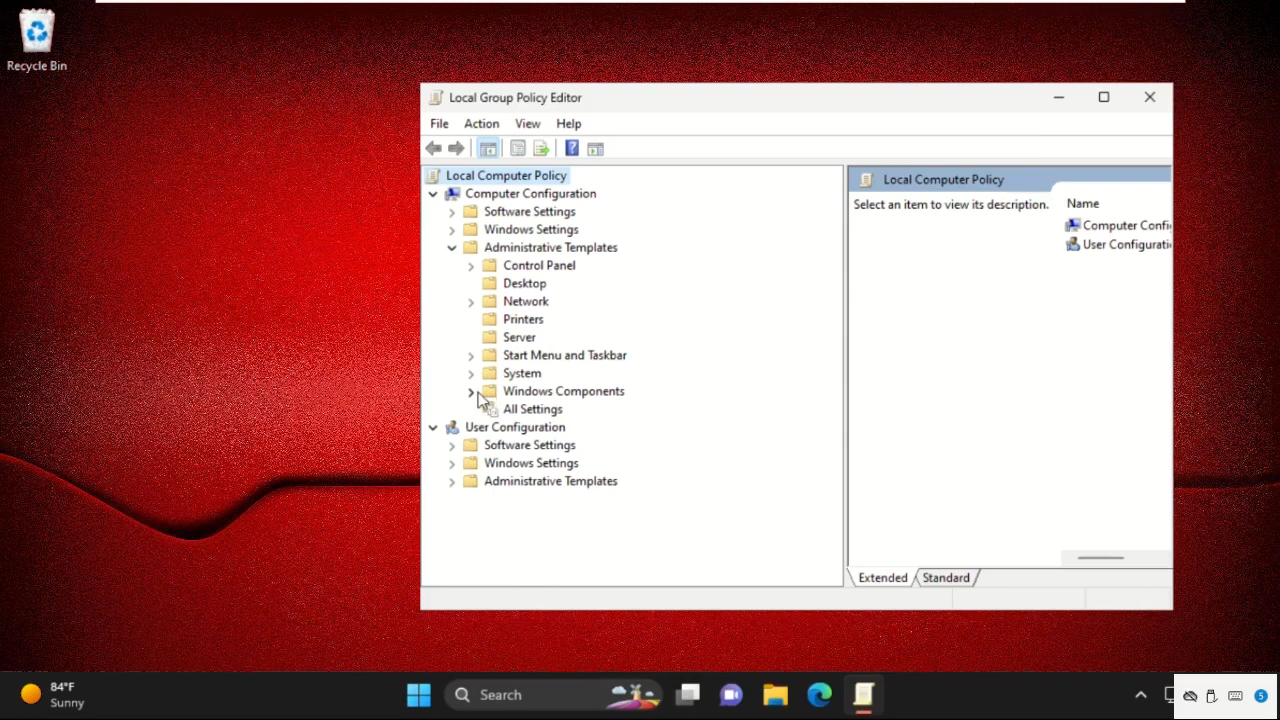 Recycle Bin
Local Group Policy Editor
File Action View Help
Local Computer Policy
Computer Configuration
Software Settings
Windows Settings
Administrative Templates
Control Panel
Desktop
Network
Printers
Server
Start Menu and Taskbar
System
Windows Components
All Settings
User Configuration
Software Settings
Windows Settings
Administrative Templates
Local Computer Policy
Select an item to view its description.
Name
Computer Confi
User Configurati
Extended Standard
84°F
Sunny
Search
5